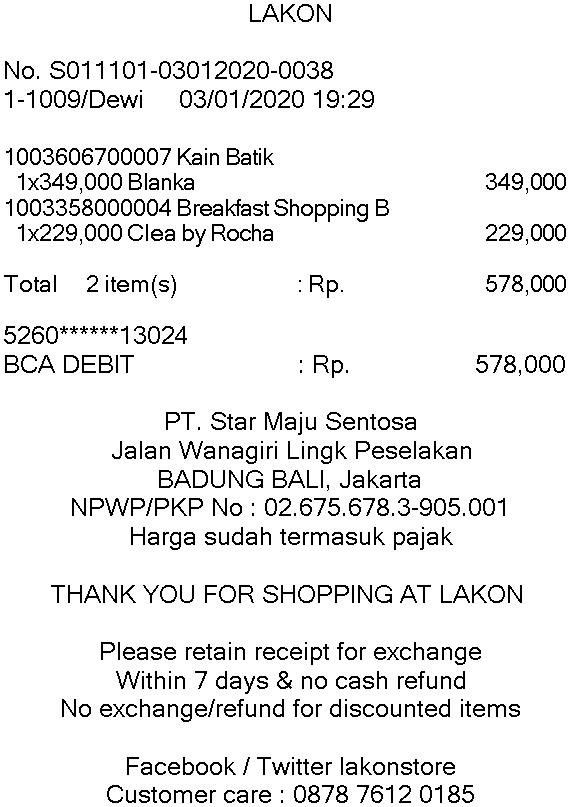 LAKON
No. S011101-03012020-0038
1-1009/Dewi 03/01/2020 19:29
1003606700007 Kain Batik
1x349,000 Blanka 349,000
1003358000004 Breakfast Shopping B
1x229,000 Clea by Rocha 229,000
Total 2 item(s) : Rp. 578,000
5260******13024
BCA DEBIT : Rp. 578,000
PT. Star Maju Sentosa
Jalan Wanagiri Lingk Peselakan
BADUNG BALI, Jakarta
NPWP/PKP No : 02.675.678.3-905.001
Harga sudah termasuk pajak
THANK YOU FOR SHOPPING AT LAKON
Please retain receipt for exchange
Within 7 days & no cash refund
No exchange/refund for discounted items
Facebook / Twitter lakonstore
Customer care : 0878 7612 0185